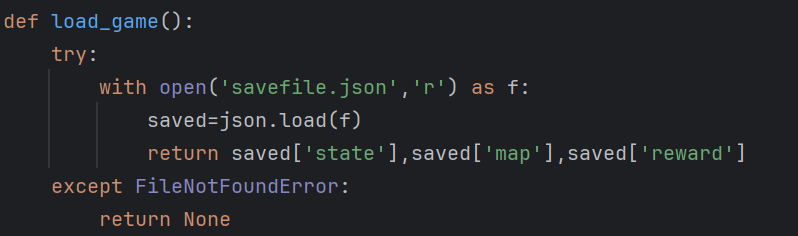 def load_game():
    try:
        with open('savefile.json','r') as f:
            saved=json.load(f)
            return saved['state'],saved['map'],saved['reward']
    except FileNotFoundError:
        return None